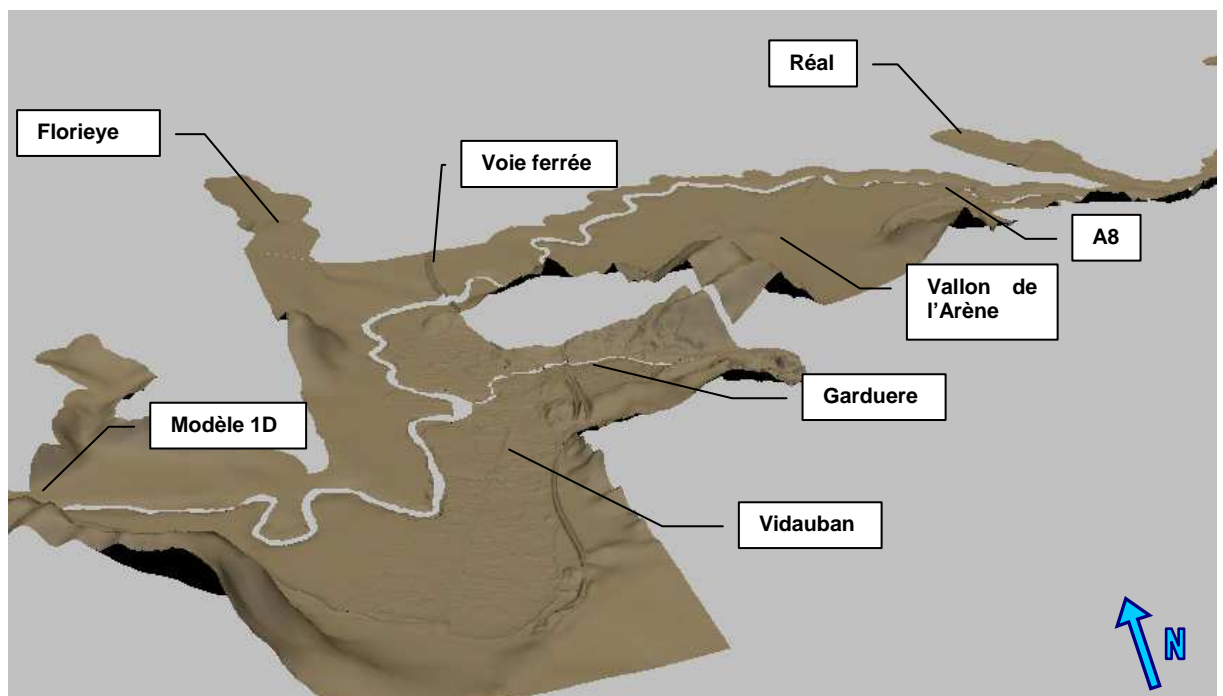 Réal
Florieye
Voie ferrée
A8
Vallon de
l'Arène
Garduere
Modèle 1D
Vidauban
N